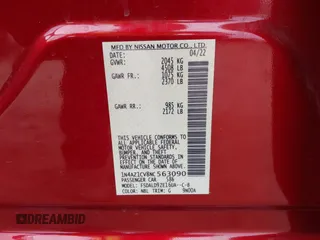 MFD BY NISSAN MOTOR CO., LTD.
DATE: 04/22
GVWR: 2045 KG
4508 LB
GAWR FR: 1075 KG
2370 LB
GAWR RR: 985 KG
2172 LB
THIS VEHICLE CONFORMS TO
ALL APPLICABLE FEDERAL
MOTOR VEHICLE SAFETY,
BUMPER, AND THEFT
PREVENTION STANDARDS IN
EFFECT ON THE DATE OF
MANUFACTURE SHOWN ABOVE.
1N4AZ1CV8NC563090
PASSENGER CAR 586
MODEL:
COLOR: NBL TRIM: G
DREAMBID